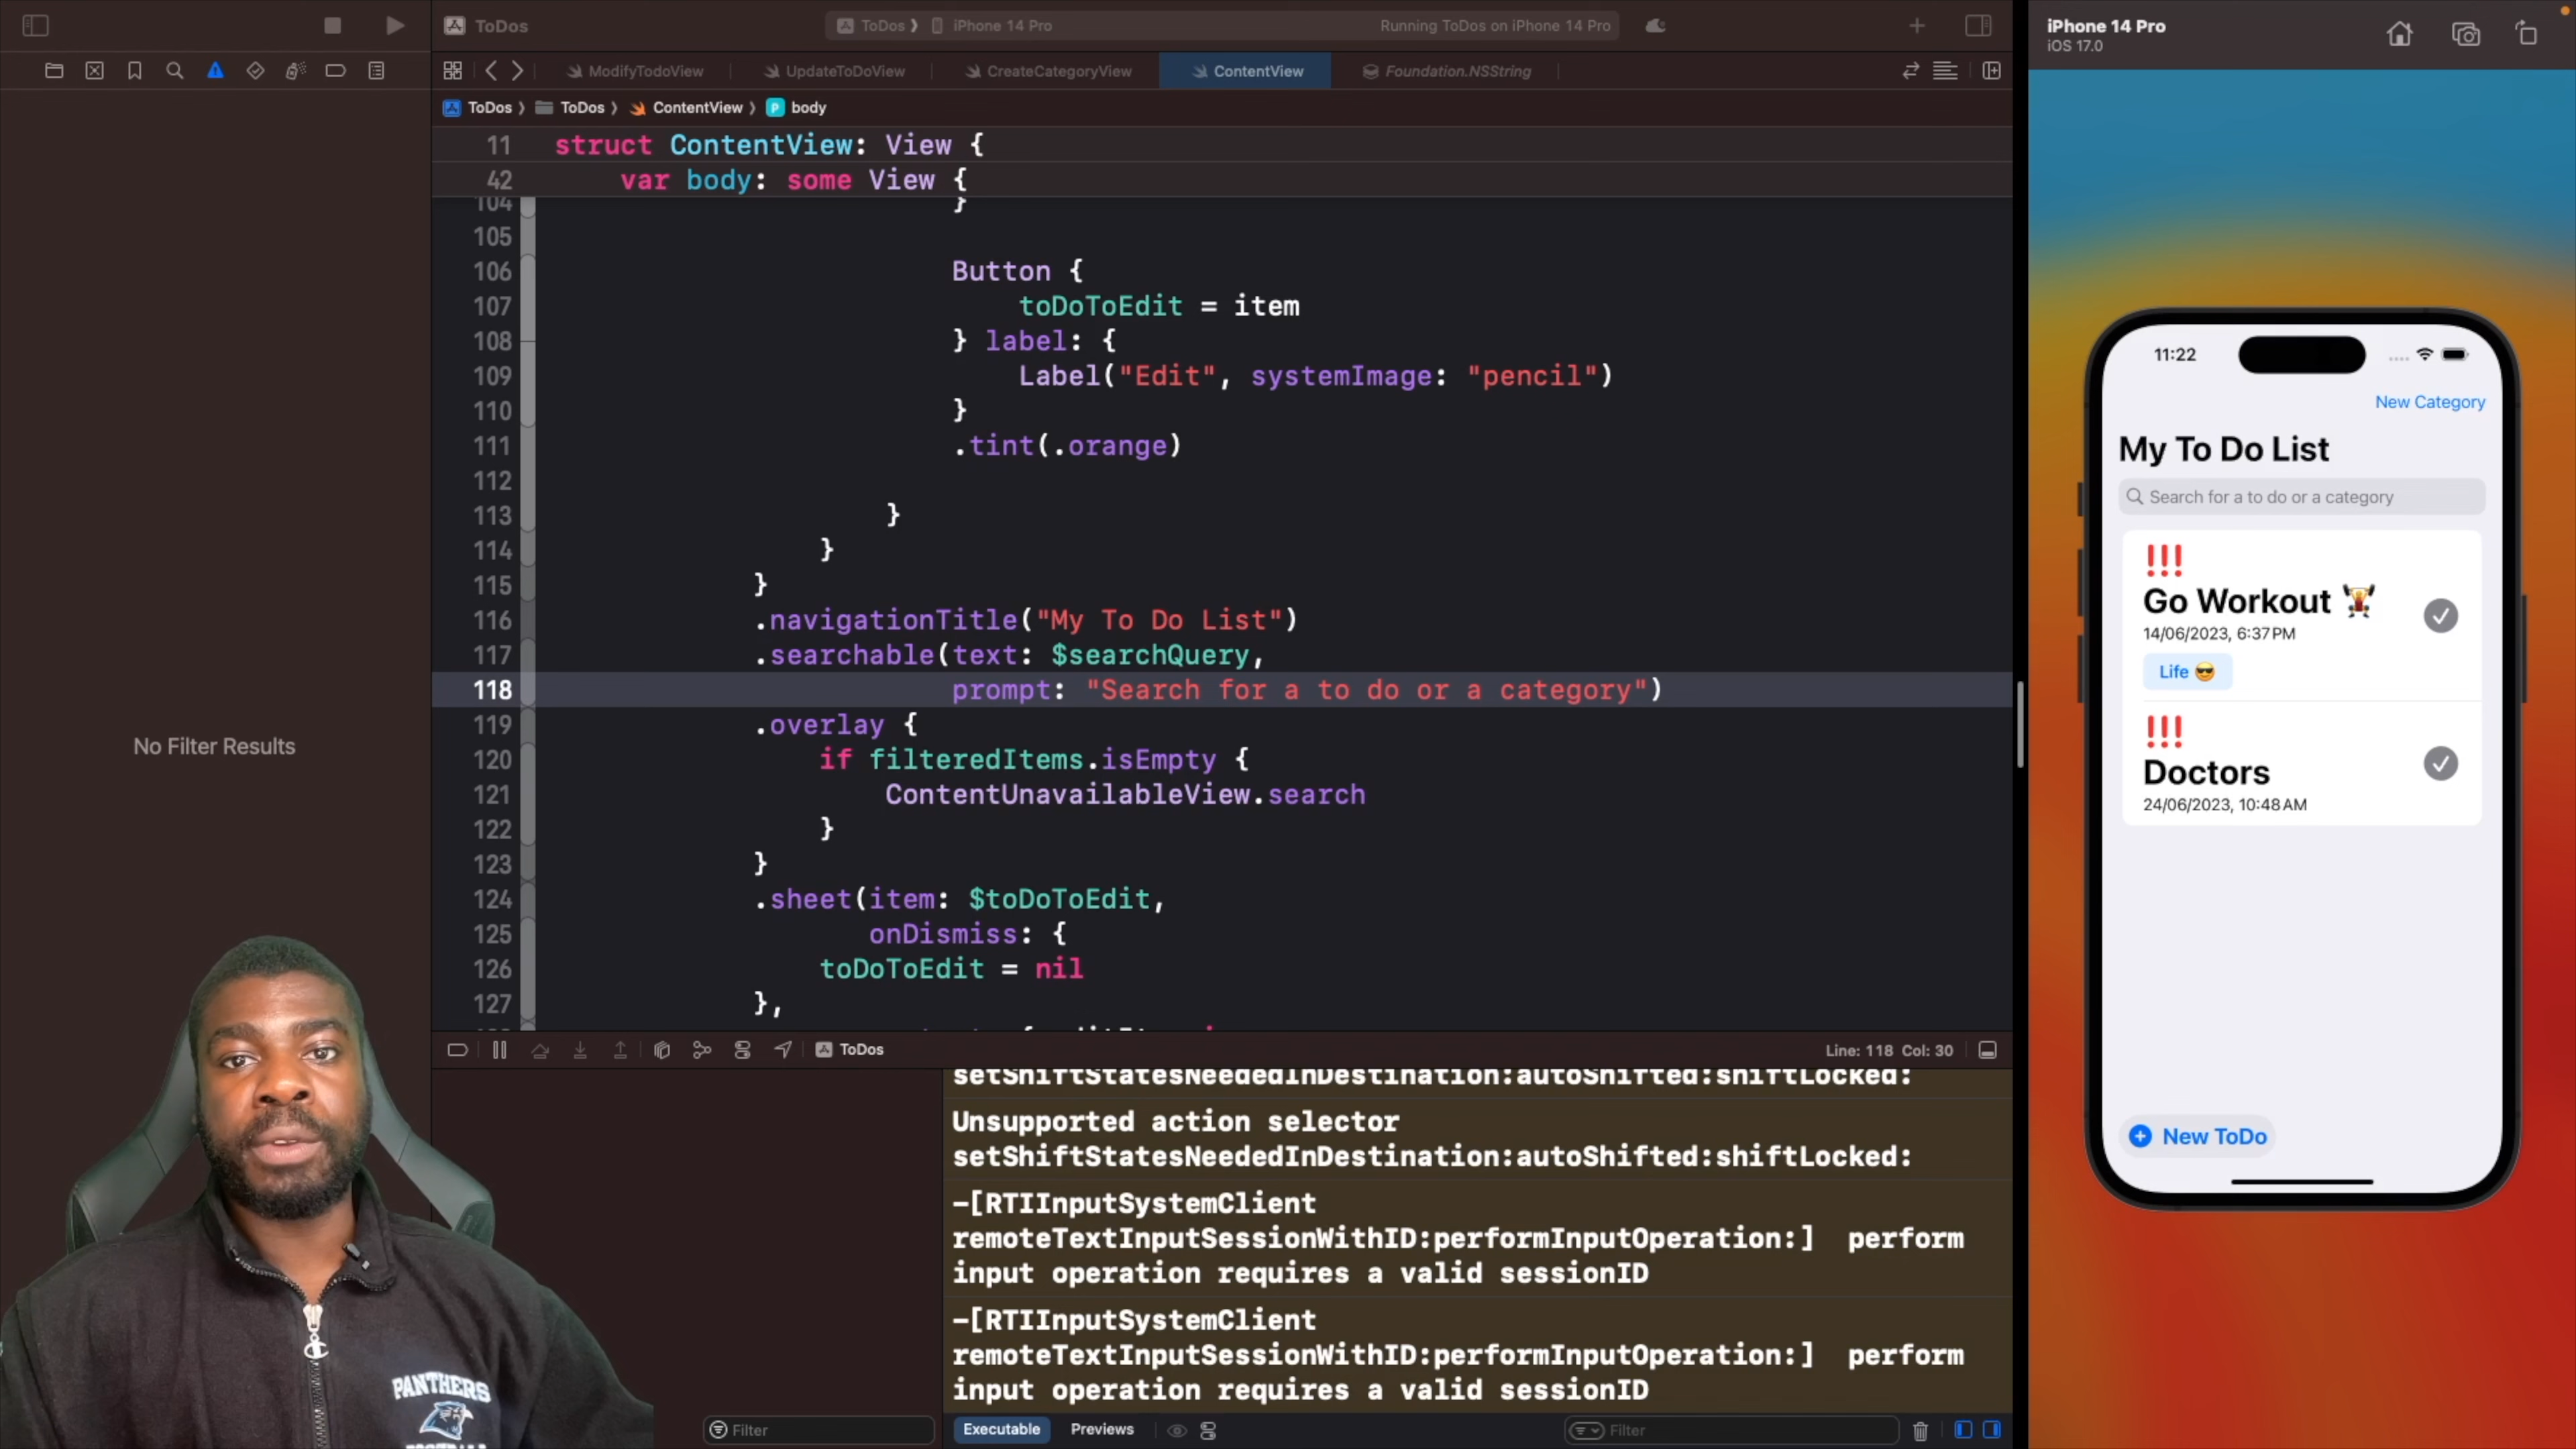 ToDos
ToDos
iPhone 14 Pro
Running ToDos on iPhone 14 Pro
ModifyTodoView
UpdateToDoView
CreateCategoryView
ContentView
Foundation.NSString
ToDos
ToDos
ContentView
P body
11 struct ContentView: View {
42 var body: some View {
104 }
105
106 Button {
107 toDoToEdit = item
108 } label: {
109 Label("Edit", systemImage: "pencil")
110 }
111 .tint(.orange)
112
113 }
114 }
115 }
116 .navigationTitle("My To Do List")
117 .searchable(text: $searchQuery,
118 prompt: "Search for a to do or a category")
119 .overlay {
120 if filteredItems.isEmpty {
121 ContentUnavailableView.search
122 }
123 }
124 .sheet(item: $toDoToEdit,
125 onDismiss: {
126 toDoToEdit = nil
127 },
No Filter Results
ToDos
Line: 118 Col: 30
setShiftStatesNeededInDestination:autoShifted:shiftLocked:
Unsupported action selector
setShiftStatesNeededInDestination:autoShifted:shiftLocked:
-[RTIInputSystemClient
remoteTextInputSessionWithID:performInputOperation:] perform
input operation requires a valid sessionID
-[RTIInputSystemClient
remoteTextInputSessionWithID:performInputOperation:] perform
input operation requires a valid sessionID
Filter
Executable
Previews
Filter
PANTHERS
iPhone 14 Pro
iOS 17.0
11:22
New Category
My To Do List
Search for a to do or a category
!!!
Go Workout 🏋️
14/06/2023, 6:37 PM
Life 😎
!!!
Doctors
24/06/2023, 10:48 AM
New ToDo